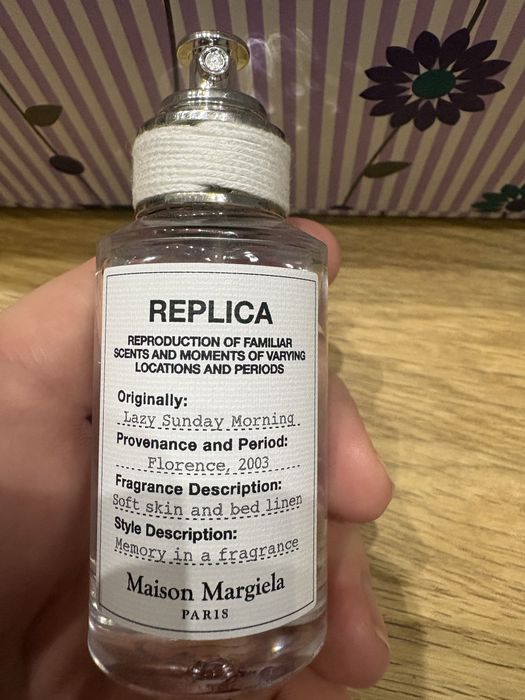 REPLICA
REPRODUCTION OF FAMILIAR
SCENTS AND MOMENTS OF VARYING
LOCATIONS AND PERIODS
Originally:
Lazy Sunday Morning
Provenance and Period:
Florence, 2003
Fragrance Description:
Soft skin and bed linen
Style Description:
Memory in a fragrance
Maison Margiela
PARIS